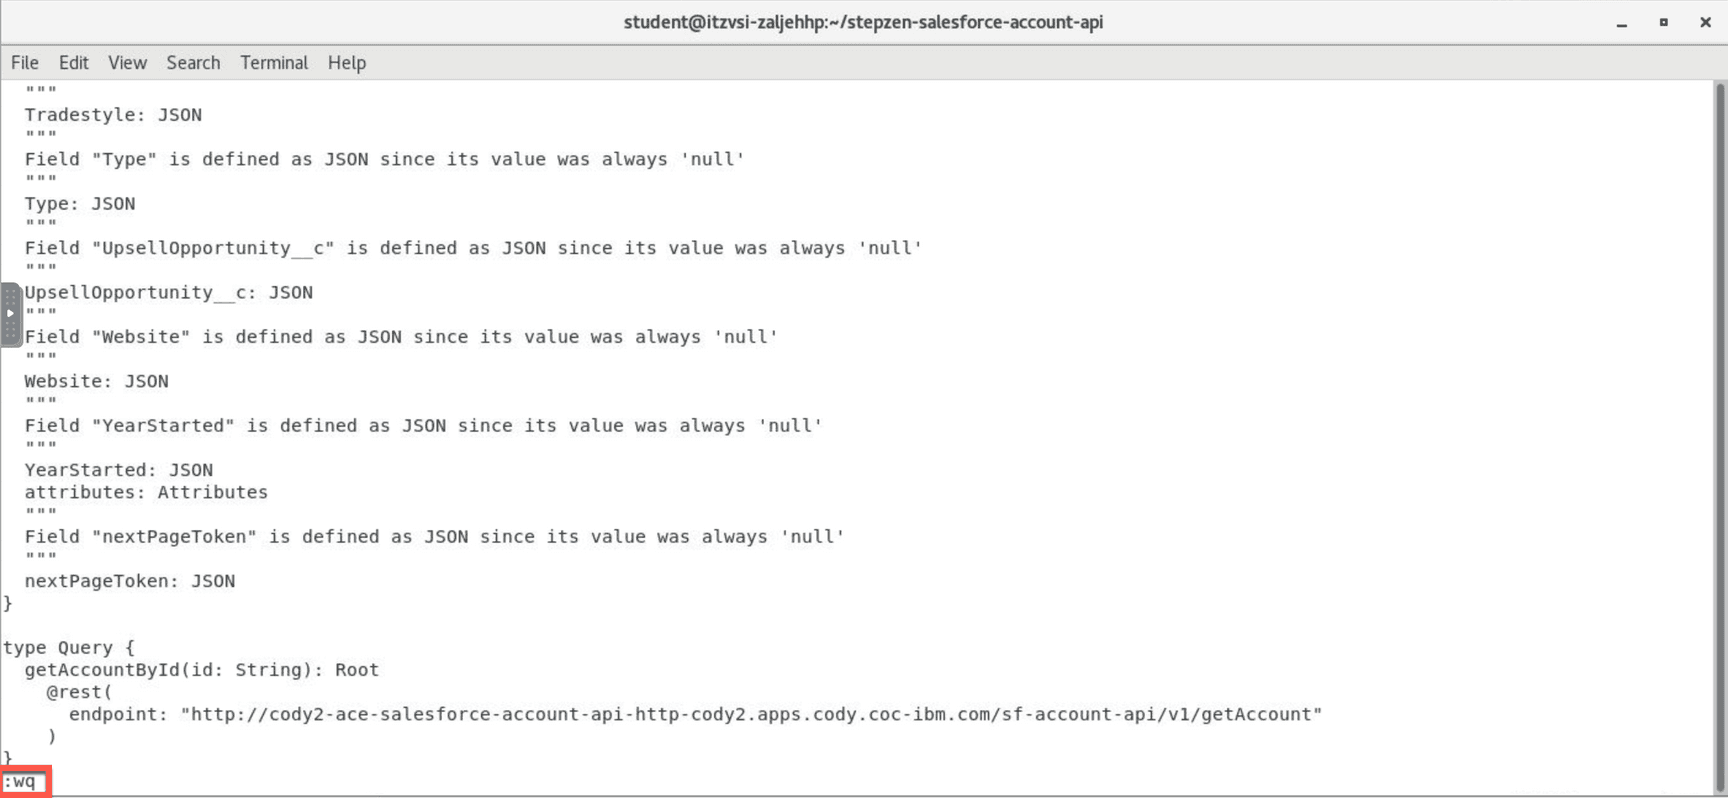 student@itzvsi-zaljehhp:~/stepzen-salesforce-account-api
File Edit View Search Terminal Help
"""
Tradestyle: JSON
"""
Field "Type" is defined as JSON since its value was always 'null'
"""
Type: JSON
"""
Field "UpsellOpportunity__c" is defined as JSON since its value was always 'null'
"""
UpsellOpportunity__c: JSON
"""
Field "Website" is defined as JSON since its value was always 'null'
"""
Website: JSON
"""
Field "YearStarted" is defined as JSON since its value was always 'null'
"""
YearStarted: JSON
attributes: Attributes
"""
Field "nextPageToken" is defined as JSON since its value was always 'null'
"""
nextPageToken: JSON
}
type Query {
getAccountById(id: String): Root
@rest(
endpoint: "http://cody2-ace-salesforce-account-api-http-cody2.apps.cody.coc-ibm.com/sf-account-api/v1/getAccount"
)
}
:wq